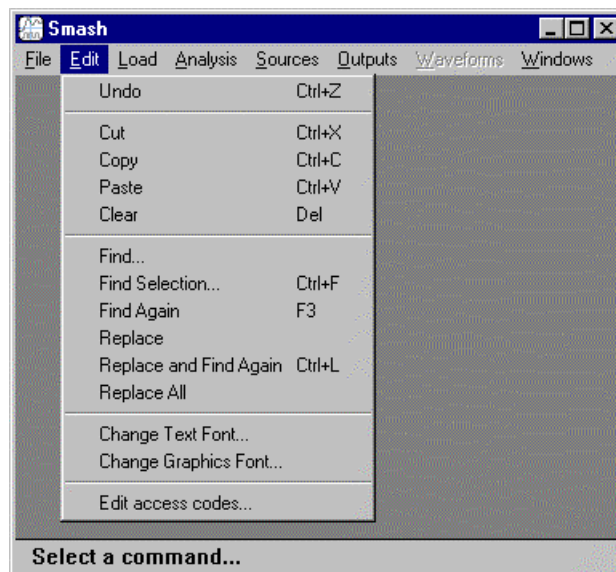 Smash
File Edit Load Analysis Sources Outputs Waveforms Windows
Undo Ctrl+Z
Cut Ctrl+X
Copy Ctrl+C
Paste Ctrl+V
Clear Del
Find...
Find Selection... Ctrl+F
Find Again F3
Replace
Replace and Find Again Ctrl+L
Replace All
Change Text Font...
Change Graphics Font...
Edit access codes...
Select a command...